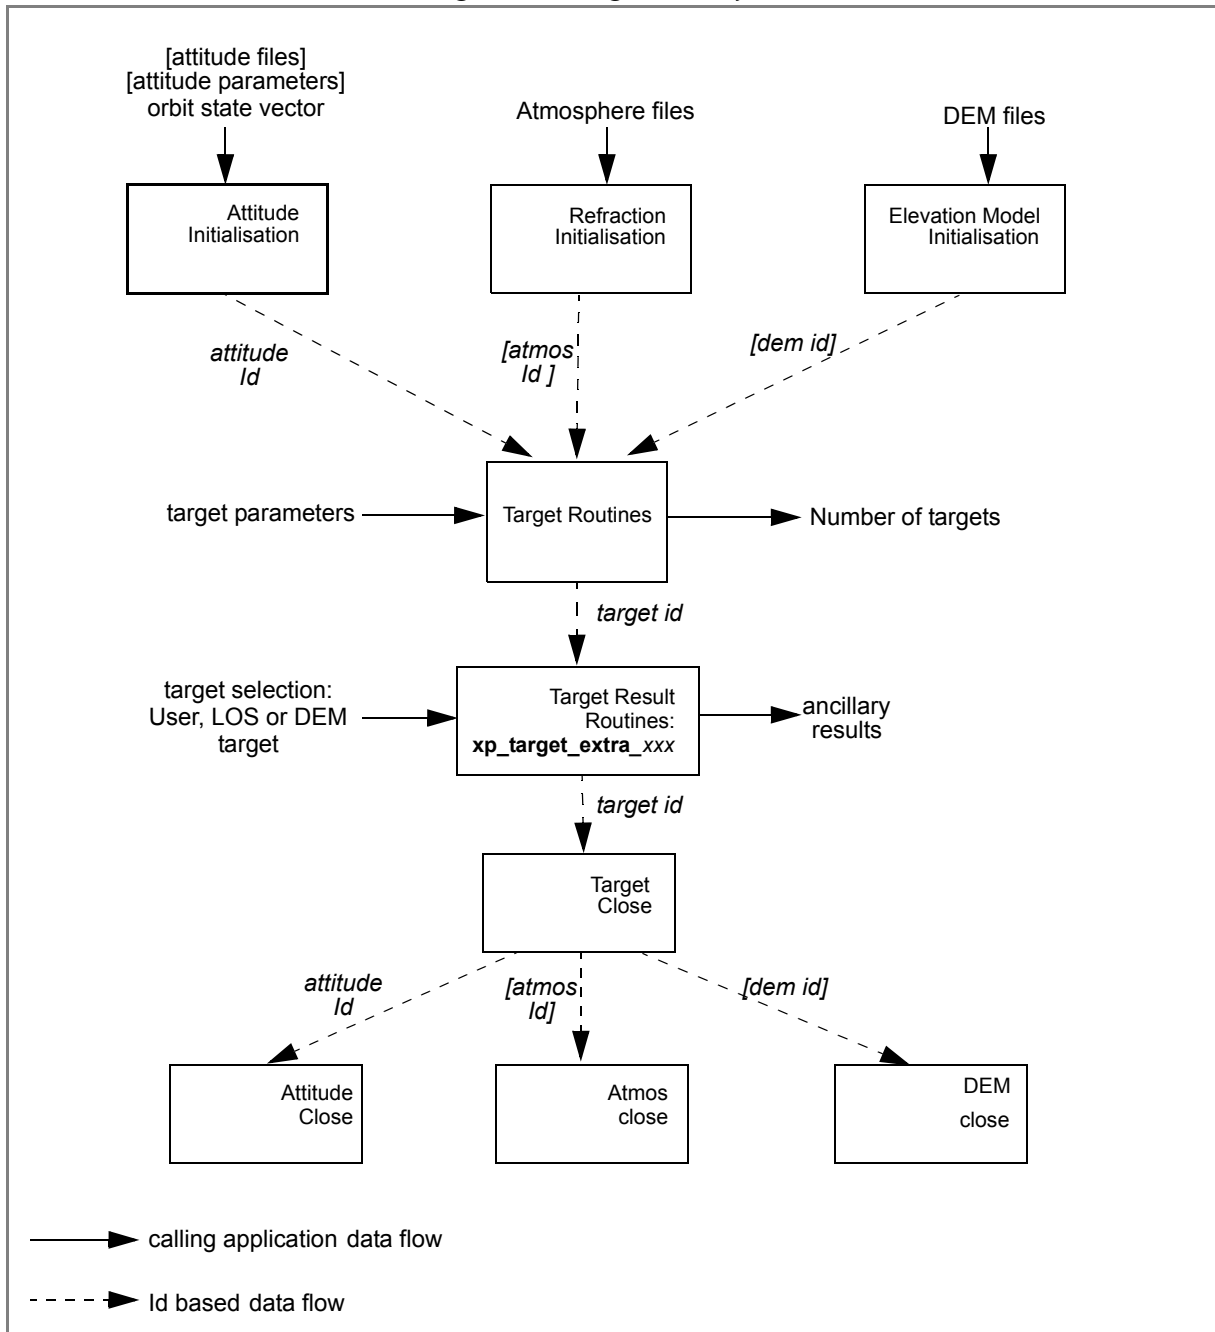 [attitude files]
[attitude parameters]
orbit state vector
Atmosphere files
DEM files
Attitude
Initialisation
Refraction
Initialisation
Elevation Model
Initialisation
attitude
Id
[atmos
Id ]
[dem id]
target parameters
Target Routines
Number of targets
target id
target selection:
User, LOS or DEM
target
Target Result
Routines:
xp_target_extra_xxx
ancillary
results
target id
Target
Close
attitude
Id
[atmos
Id]
[dem id]
Attitude
Close
Atmos
close
DEM
close
calling application data flow
Id based data flow